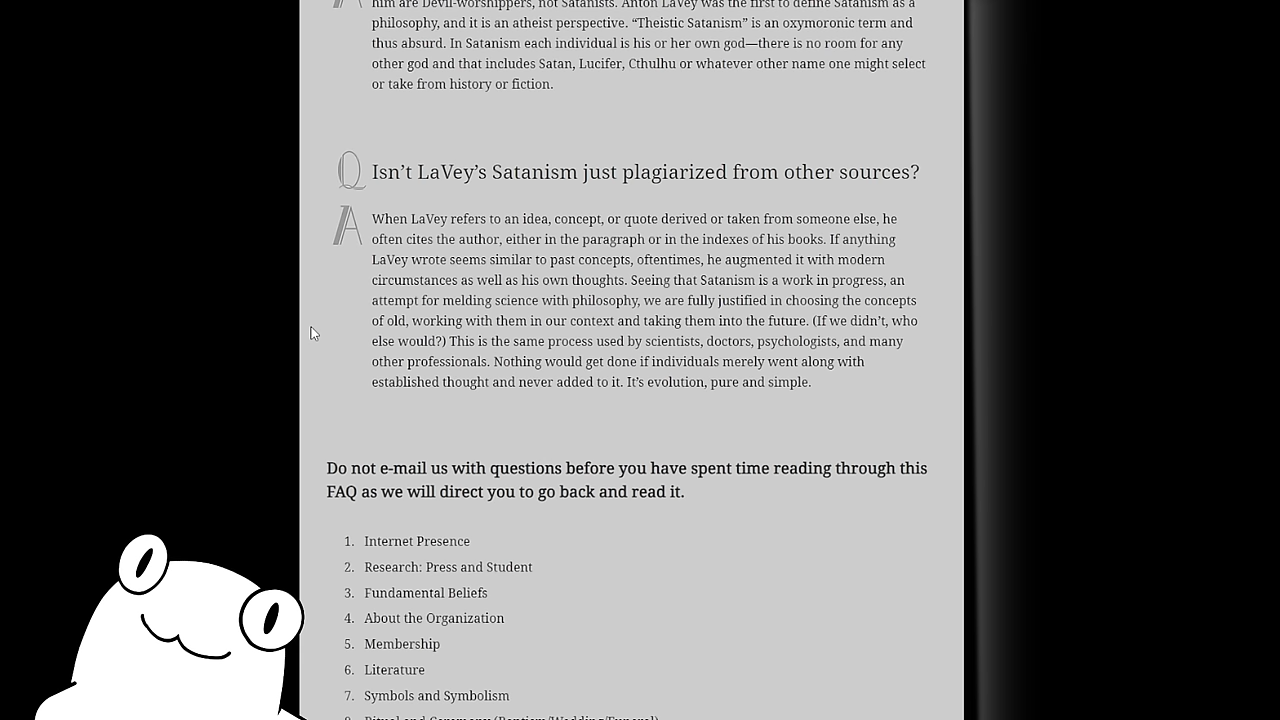 him are Devil-worshippers, not Satanists. Anton LaVey was the first to define Satanism as a
philosophy, and it is an atheist perspective. “Theistic Satanism” is an oxymoronic term and
thus absurd. In Satanism each individual is his or her own god—there is no room for any
other god and that includes Satan, Lucifer, Cthulhu or whatever other name one might select
or take from history or fiction.
Q Isn’t LaVey’s Satanism just plagiarized from other sources?
A When LaVey refers to an idea, concept, or quote derived or taken from someone else, he
often cites the author, either in the paragraph or in the indexes of his books. If anything
LaVey wrote seems similar to past concepts, oftentimes, he augmented it with modern
circumstances as well as his own thoughts. Seeing that Satanism is a work in progress, an
attempt for melding science with philosophy, we are fully justified in choosing the concepts
of old, working with them in our context and taking them into the future. (If we didn’t, who
else would?) This is the same process used by scientists, doctors, psychologists, and many
other professionals. Nothing would get done if individuals merely went along with
established thought and never added to it. It’s evolution, pure and simple.
Do not e-mail us with questions before you have spent time reading through this
FAQ as we will direct you to go back and read it.
1. Internet Presence
2. Research: Press and Student
3. Fundamental Beliefs
4. About the Organization
5. Membership
6. Literature
7. Symbols and Symbolism
8. Ritual and Ceremony (Baptism/Wedding/Funeral)